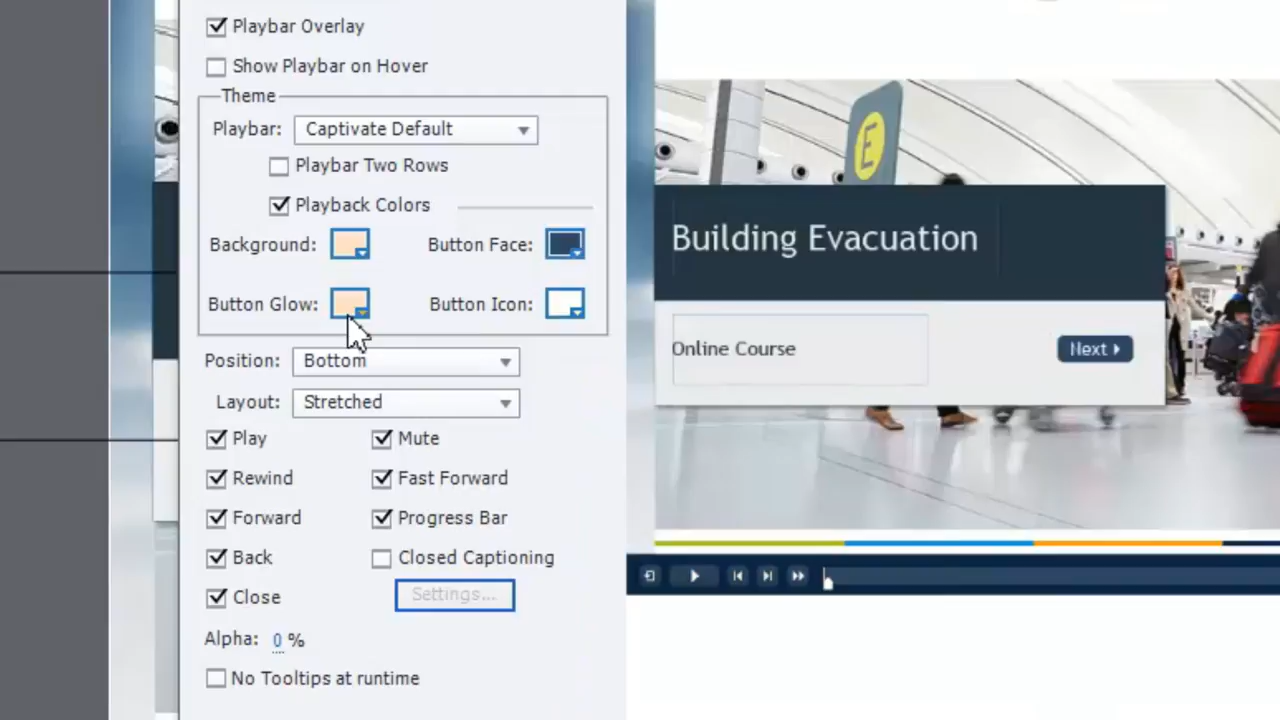 Playbar Overlay
Show Playbar on Hover
Theme
Playbar: Captivate Default
Playbar Two Rows
Playback Colors
Background: Button Face:
Button Glow: Button Icon:
Position: Bottom
Layout: Stretched
Play Mute
Rewind Fast Forward
Forward Progress Bar
Back Closed Captioning
Close Settings...
Alpha: 0 %
No Tooltips at runtime
E
Building Evacuation
Online Course
Next